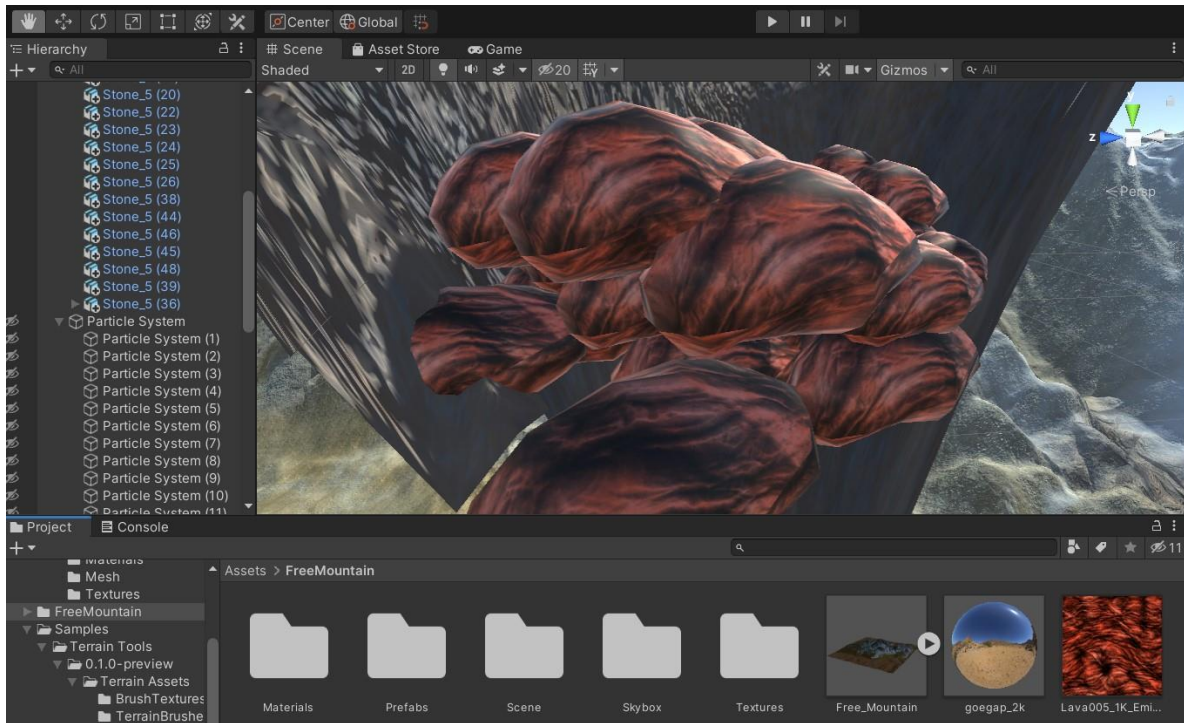 Center Global
Hierarchy
Scene Asset Store Game
All
Shaded 2D 20 Gizmos All
Stone_5 (20)
Stone_5 (22)
Stone_5 (23)
Stone_5 (24)
Stone_5 (25)
Stone_5 (26)
Stone_5 (38)
Stone_5 (44)
Stone_5 (46)
Stone_5 (45)
Stone_5 (48)
Stone_5 (39)
Stone_5 (36)
Particle System
Particle System (1)
Particle System (2)
Particle System (3)
Particle System (4)
Particle System (5)
Particle System (6)
Particle System (7)
Particle System (8)
Particle System (9)
Particle System (10)
Particle System (11)
y
z
Persp
Project Console
11
Materials
Mesh
Textures
FreeMountain
Samples
Terrain Tools
0.1.0-preview
Terrain Assets
BrushTextures
TerrainBrushe
Assets > FreeMountain
Materials Prefabs Scene Skybox Textures Free_Mountain goegap_2k Lava005_1K_Emi...